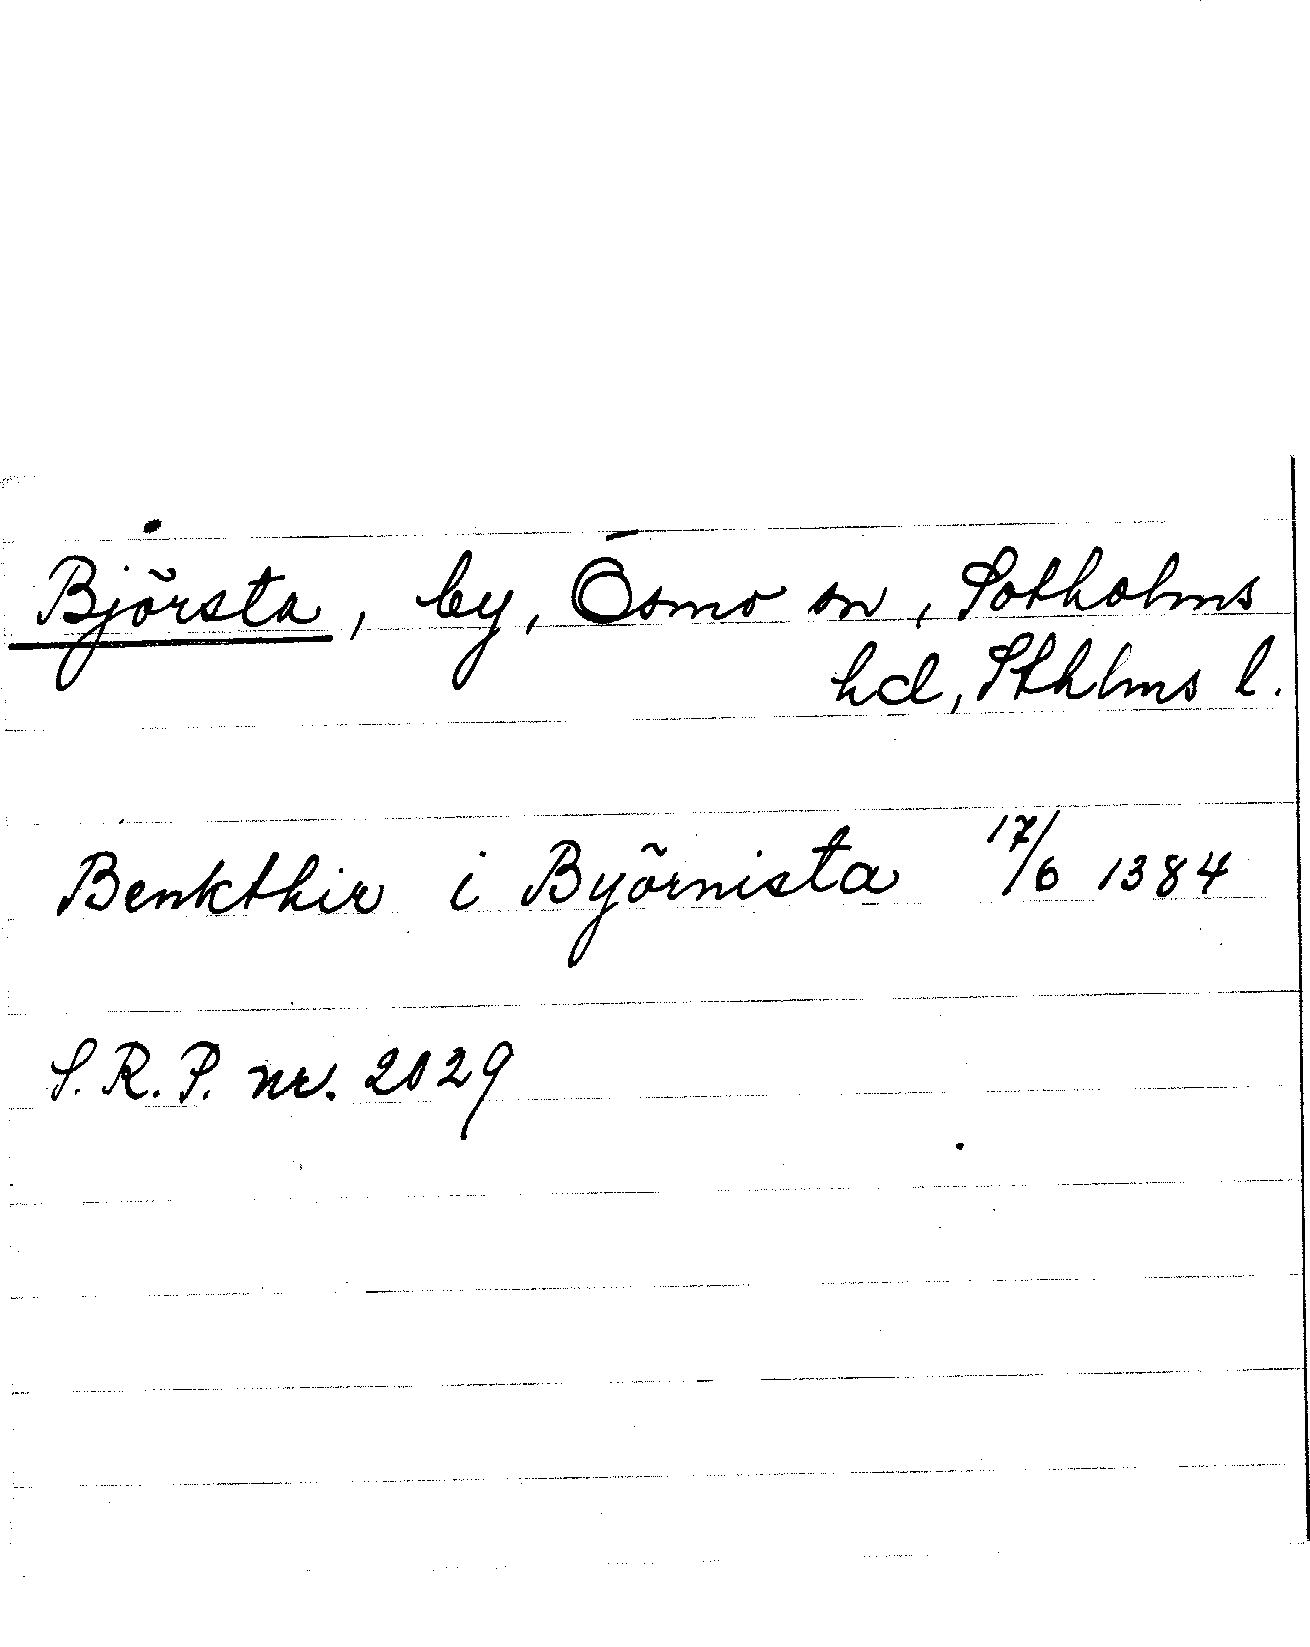 Björsta, by, Ösmo sn, Sotholms
hd, Sthlms l.
Benkthir i Byörnista 17/6 1384
S.R.P. nr. 2029